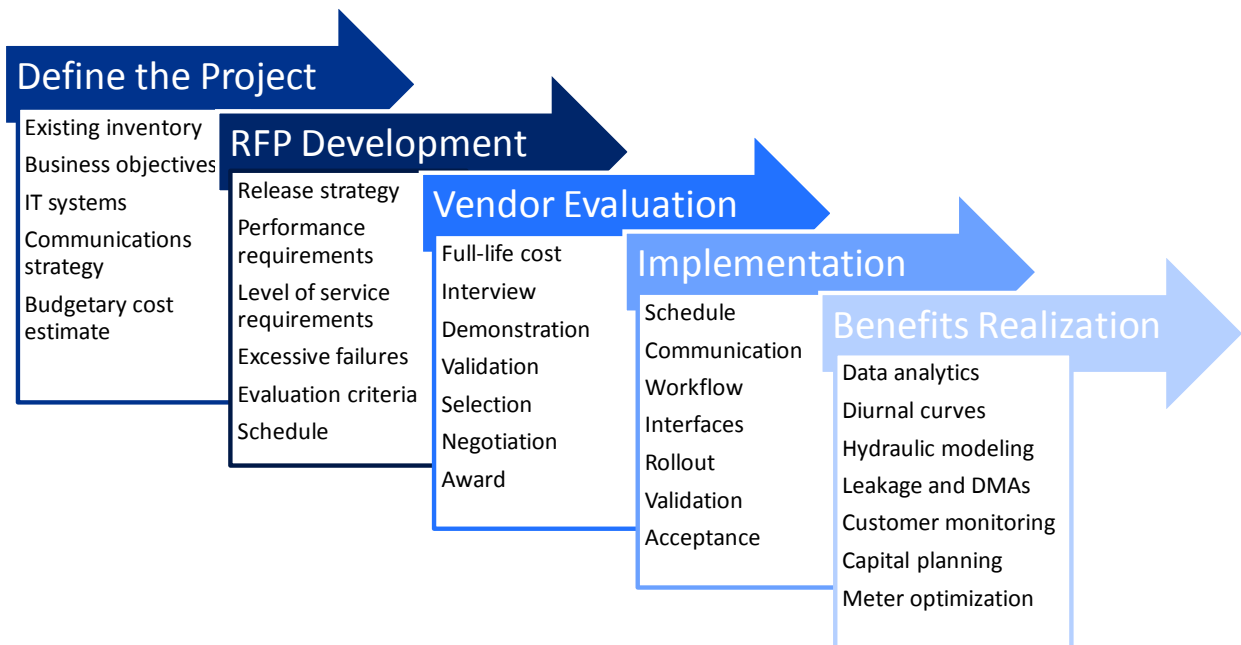 Define the Project
Existing inventory
Business objectives
IT systems
Communications
strategy
Budgetary cost
estimate
RFP Development
Release strategy
Performance
requirements
Level of service
requirements
Excessive failures
Evaluation criteria
Schedule
Vendor Evaluation
Full-life cost
Interview
Demonstration
Validation
Selection
Negotiation
Award
Implementation
Schedule
Communication
Workflow
Interfaces
Rollout
Validation
Acceptance
Benefits Realization
Data analytics
Diurnal curves
Hydraulic modeling
Leakage and DMAs
Customer monitoring
Capital planning
Meter optimization